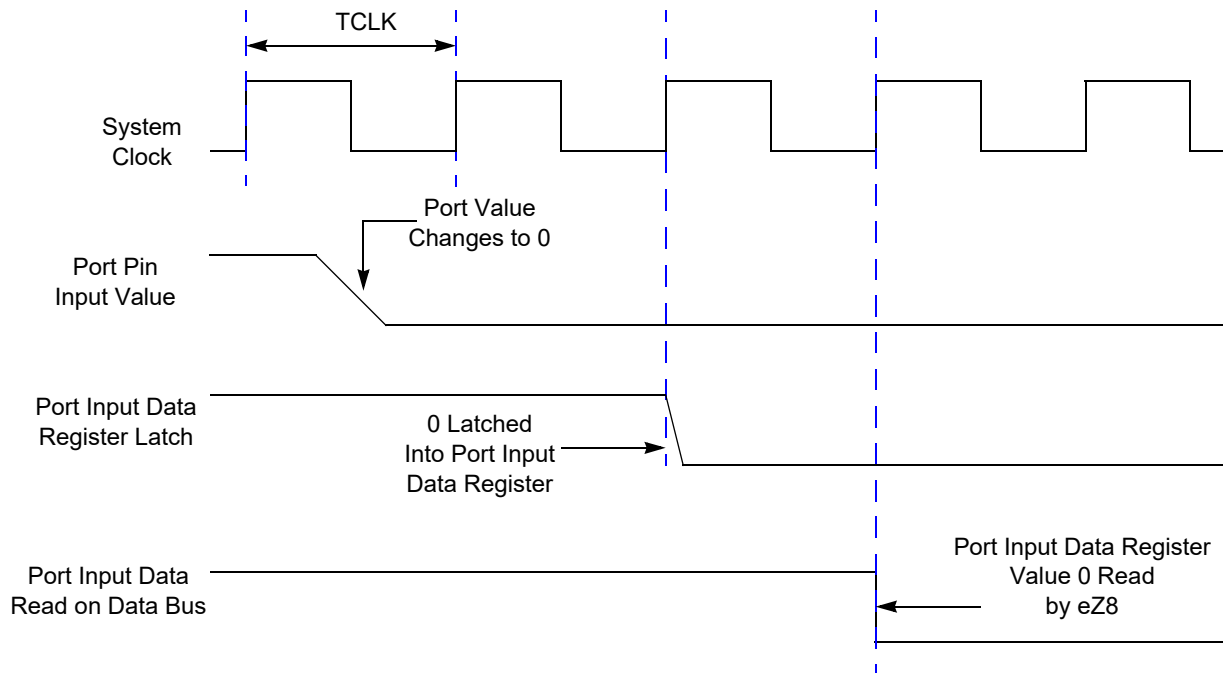 TCLK
System
Clock
Port Value
Changes to 0
Port Pin
Input Value
Port Input Data
Register Latch
0 Latched
Into Port Input
Data Register
Port Input Data Register
Value 0 Read
by eZ8
Port Input Data
Read on Data Bus